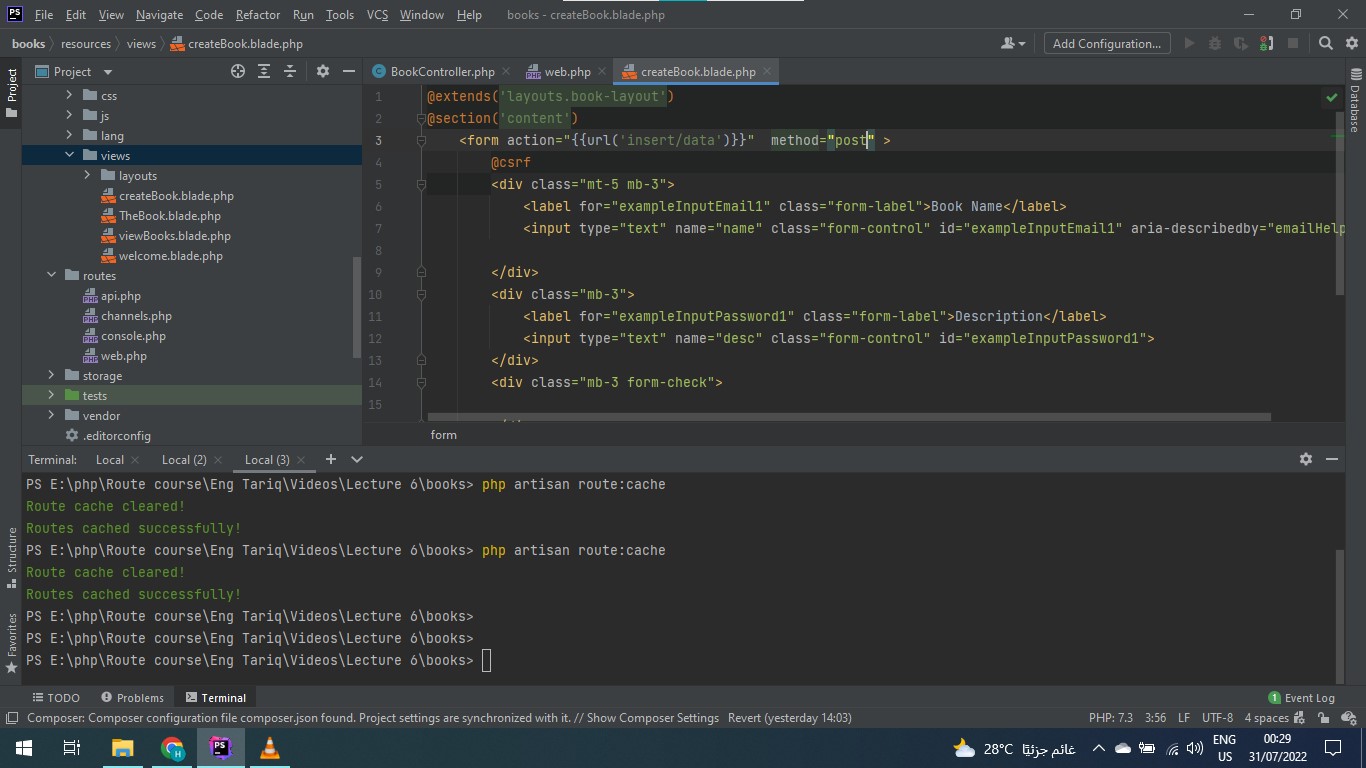 File Edit View Navigate Code Refactor Run Tools VCS Window Help books - createBook.blade.php
books resources views createBook.blade.php Add Configuration...
Project
BookController.php web.php createBook.blade.php
css
js
lang
views
layouts
createBook.blade.php
TheBook.blade.php
viewBooks.blade.php
welcome.blade.php
routes
api.php
channels.php
console.php
web.php
storage
tests
vendor
.editorconfig
1 @extends('layouts.book-layout')
2 @section('content')
3 <form action="{{url('insert/data')}}"  method="post" >
4 @csrf
5 <div class="mt-5 mb-3">
6 <label for="exampleInputEmail1" class="form-label">Book Name</label>
7 <input type="text" name="name" class="form-control" id="exampleInputEmail1" aria-describedby="emailHelp
8
9 </div>
10 <div class="mb-3">
11 <label for="exampleInputPassword1" class="form-label">Description</label>
12 <input type="text" name="desc" class="form-control" id="exampleInputPassword1">
13 </div>
14 <div class="mb-3 form-check">
15
form
Project
Structure
Favorites
Database
Terminal: Local Local (2) Local (3)
PS E:\php\Route course\Eng Tariq\Videos\Lecture 6\books> php artisan route:cache
Route cache cleared!
Routes cached successfully!
PS E:\php\Route course\Eng Tariq\Videos\Lecture 6\books> php artisan route:cache
Route cache cleared!
Routes cached successfully!
PS E:\php\Route course\Eng Tariq\Videos\Lecture 6\books>
PS E:\php\Route course\Eng Tariq\Videos\Lecture 6\books>
PS E:\php\Route course\Eng Tariq\Videos\Lecture 6\books>
TODO Problems Terminal 1 Event Log
Composer: Composer configuration file composer.json found. Project settings are synchronized with it. // Show Composer Settings Revert (yesterday 14:03) PHP: 7.3 3:56 LF UTF-8 4 spaces
28°C غائم جزئيًا ENG 00:29
US 31/07/2022